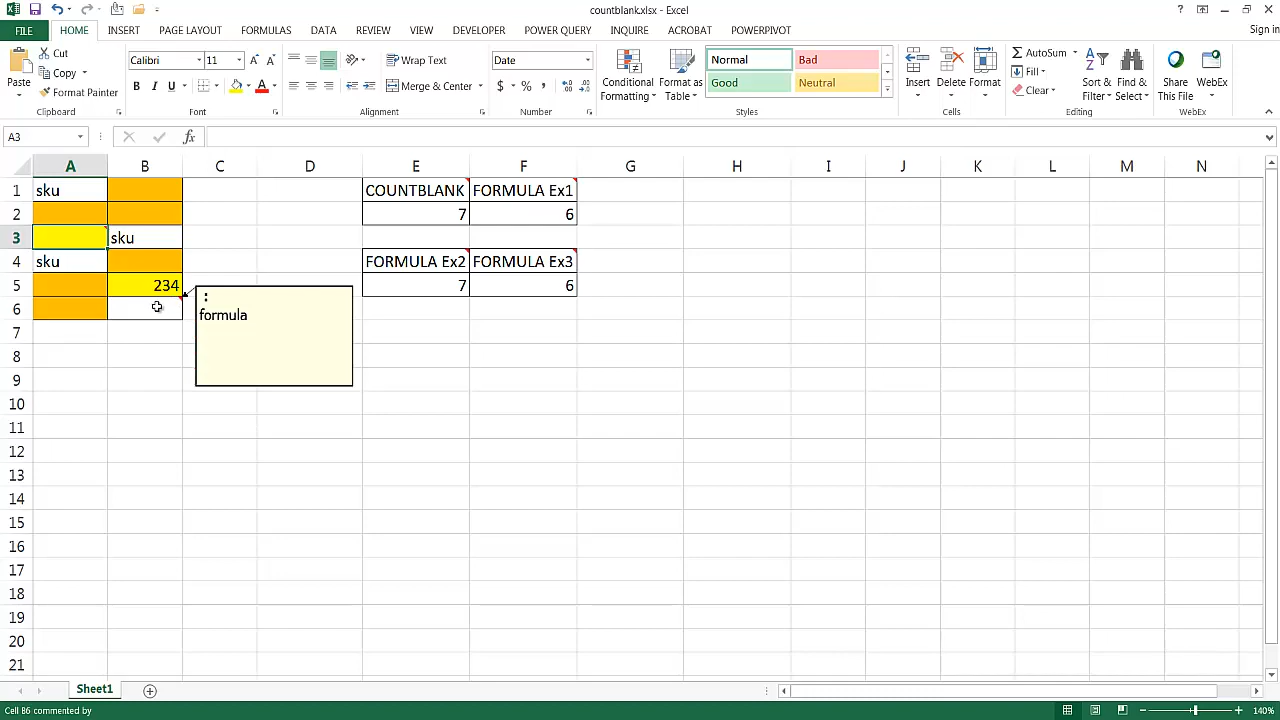 countblank.xlsx - Excel
? Sign in
FILE HOME INSERT PAGE LAYOUT FORMULAS DATA REVIEW VIEW DEVELOPER POWER QUERY INQUIRE ACROBAT POWERPIVOT
Paste
Cut
Copy
Format Painter
Clipboard
Calibri 11
B I U A
Font
Wrap Text
Merge & Center
Alignment
Date
$ % ,
Number
Conditional Formatting
Format as Table
Normal Bad
Good Neutral
Styles
Insert Delete Format
Cells
AutoSum
Fill
Clear
Sort & Filter
Find & Select
Editing
Share This File
WebEx
WebEx
A3 fx
A B C D E F G H I J K L M N
1 sku COUNTBLANK FORMULA Ex1
2 7 6
3 sku
4 sku FORMULA Ex2 FORMULA Ex3
5 234 7 6
:
6 formula
7
8
9
10
11
12
13
14
15
16
17
18
19
20
21
Sheet1
Cell B6 commented by 140%